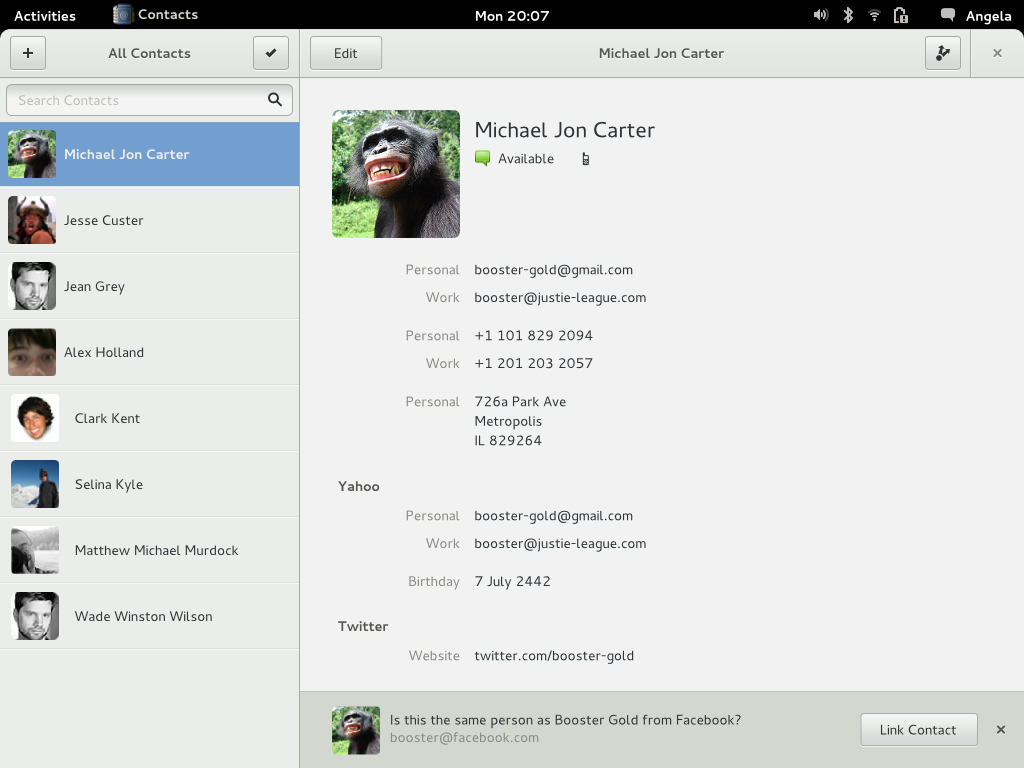 Activities Contacts Mon 20:07 Angela
All Contacts
Edit Michael Jon Carter
Search Contacts
Michael Jon Carter
Jesse Custer
Jean Grey
Alex Holland
Clark Kent
Selina Kyle
Matthew Michael Murdock
Wade Winston Wilson
Michael Jon Carter
Available
Personal booster-gold@gmail.com
Work booster@justie-league.com
Personal +1 101 829 2094
Work +1 201 203 2057
Personal 726a Park Ave
Metropolis
IL 829264
Yahoo
Personal booster-gold@gmail.com
Work booster@justie-league.com
Birthday 7 July 2442
Twitter
Website twitter.com/booster-gold
Is this the same person as Booster Gold from Facebook?
booster@facebook.com
Link Contact